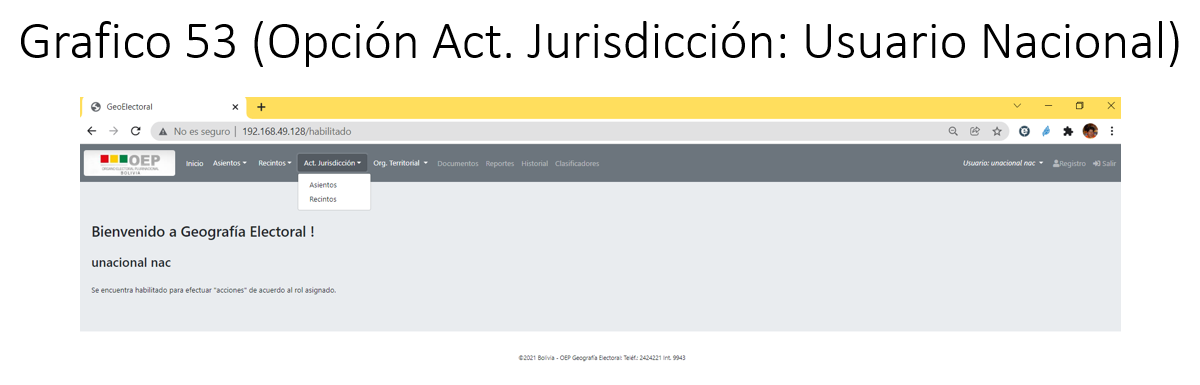 Grafico 53 (Opción Act. Jurisdicción: Usuario Nacional)
GeoElectoral
No es seguro | 192.168.49.128/habilitado
OEP
ÓRGANO ELECTORAL PLURINACIONAL
BOLIVIA
Inicio Asientos Recintos Act. Jurisdicción Org. Territorial Documentos Reportes Historial Clasificadores Usuario: unacional nac Registro Salir
Asientos
Recintos
Bienvenido a Geografía Electoral !
unacional nac
Se encuentra habilitado para efectuar "acciones" de acuerdo al rol asignado.
©2021 Bolivia - OEP Geografía Electoral: Teléf.: 2424221 Int. 9943